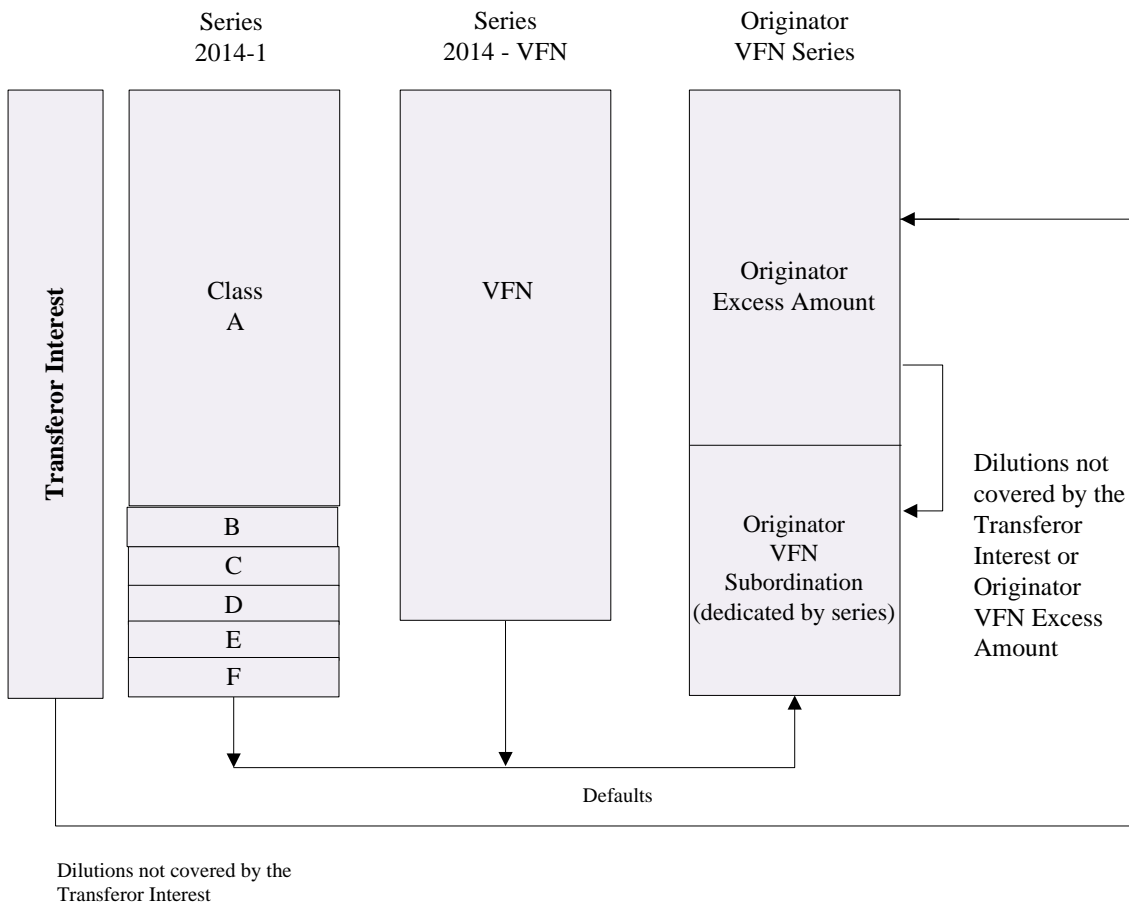 Series
2014-1
Series
2014 - VFN
Originator
VFN Series
Transferor Interest
Class
A
B
C
D
E
F
VFN
Originator
Excess Amount
Originator
VFN
Subordination
(dedicated by series)
Dilutions not
covered by the
Transferor
Interest or
Originator
VFN Excess
Amount
Defaults
Dilutions not covered by the
Transferor Interest